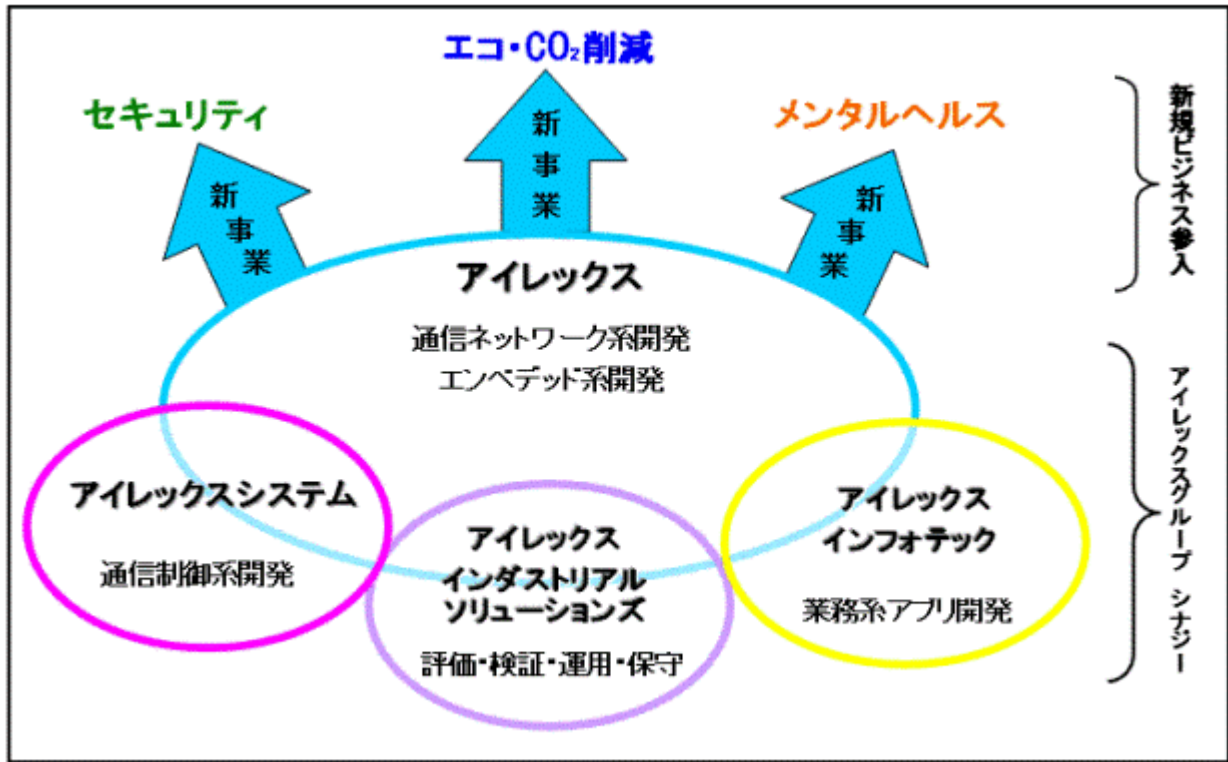 エコ・CO₂削減
セキュリティ
メンタルヘルス
新事業
新事業
新事業
新規ビジネス参入
アイレックス
通信ネットワーク系開発
エンベデッド系開発
アイレックスシステム
通信制御系開発
アイレックス
インダストリアル
ソリューションズ
評価・検証・運用・保守
アイレックス
インフォテック
業務系アプリ開発
アイレックスグループ シナジー